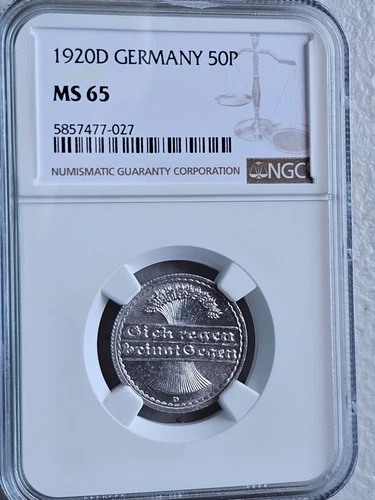 1920D GERMANY 50P
MS 65
5857477-027
NUMISMATIC GUARANTY CORPORATION NGC
Sich regen
bringt Segen
D